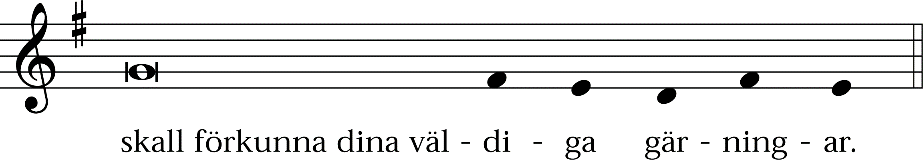 skall förkunna dina väl - di - ga gär - ning - ar.